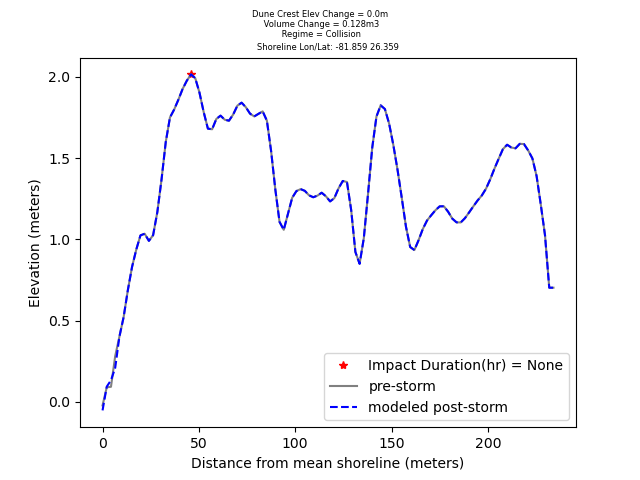 Dune Crest Elev Change = 0.0m
Volume Change = 0.128m3
Regime = Collision
Shoreline Lon/Lat: -81.859 26.359
2.0
1.5
1.0
0.5
0.0
Elevation (meters)
Impact Duration(hr) = None
pre-storm
modeled post-storm
0 50 100 150 200
Distance from mean shoreline (meters)